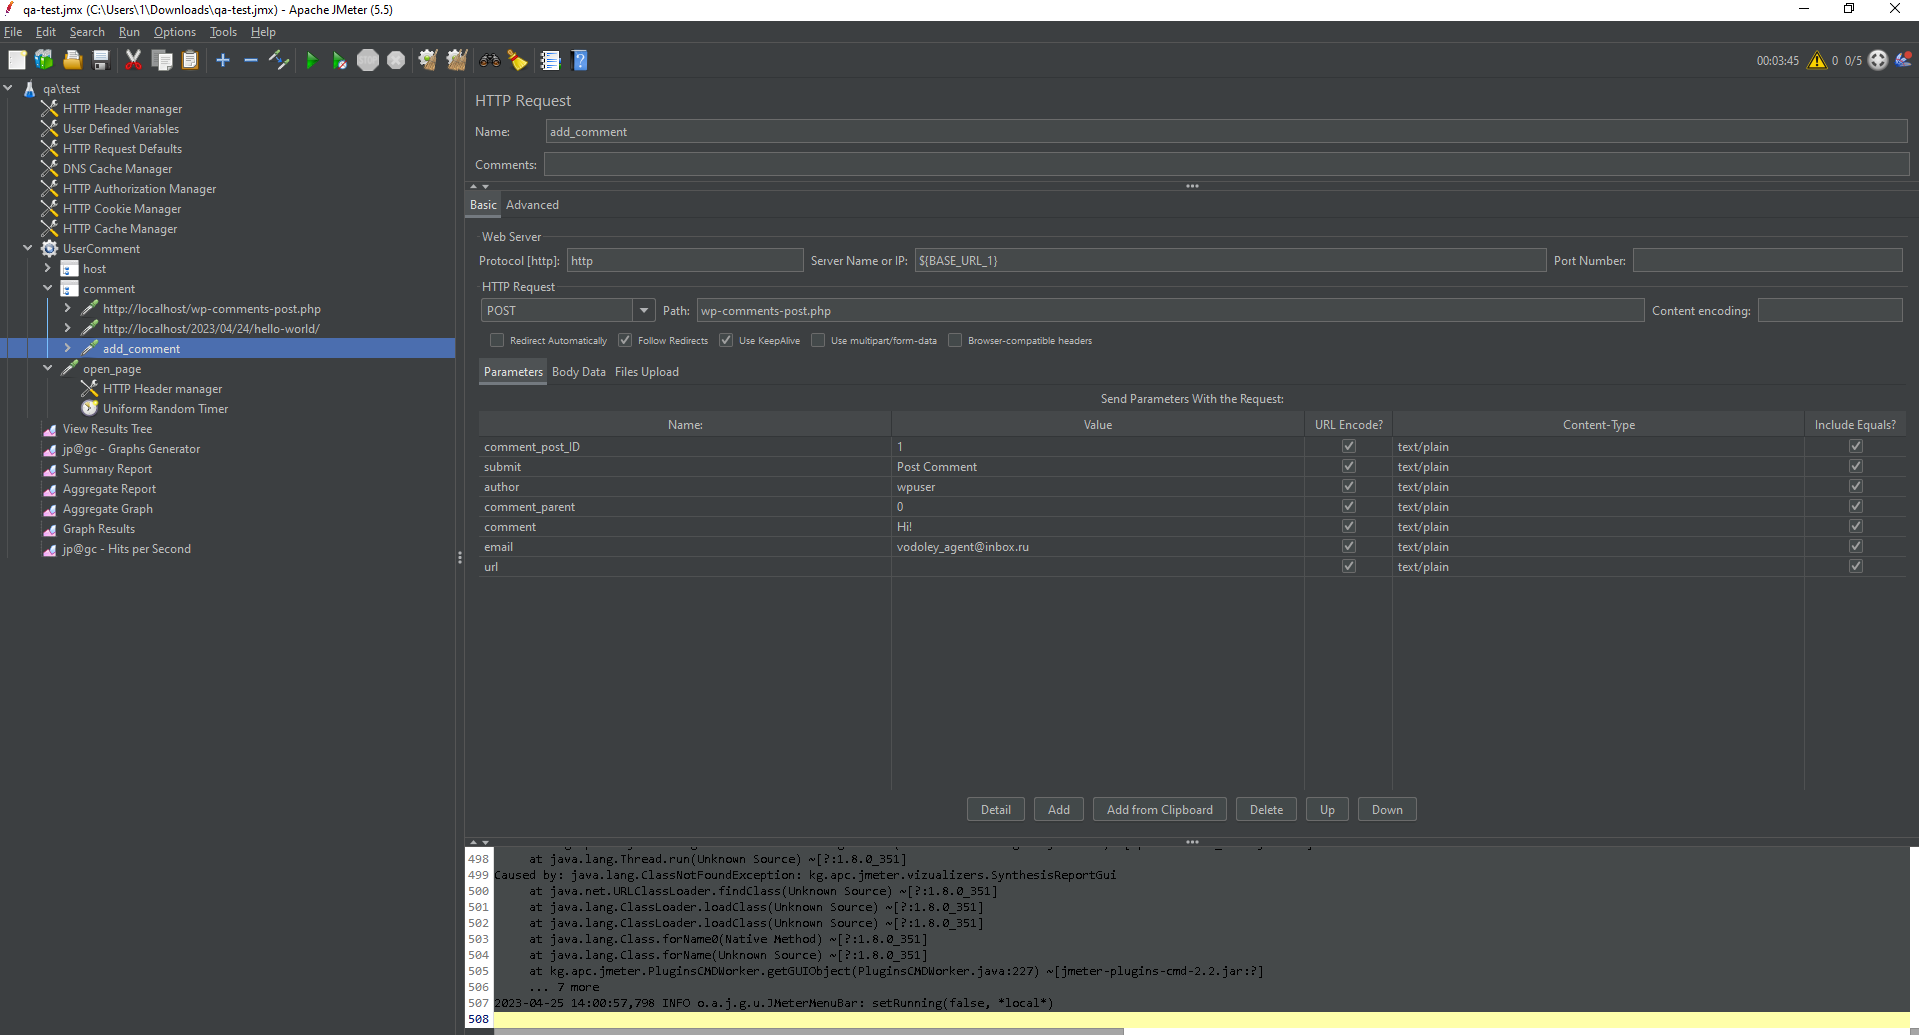 qa-test.jmx (C:\Users\1\Downloads\qa-test.jmx) - Apache JMeter (5.5)
File Edit Search Run Options Tools Help
00:03:45 0 0/5
qa\test
HTTP Header manager
User Defined Variables
HTTP Request Defaults
DNS Cache Manager
HTTP Authorization Manager
HTTP Cookie Manager
HTTP Cache Manager
UserComment
host
comment
http://localhost/wp-comments-post.php
http://localhost/2023/04/24/hello-world/
add_comment
open_page
HTTP Header manager
Uniform Random Timer
View Results Tree
jp@gc - Graphs Generator
Summary Report
Aggregate Report
Aggregate Graph
Graph Results
jp@gc - Hits per Second
HTTP Request
Name: add_comment
Comments:
Basic Advanced
Web Server
Protocol [http]: http Server Name or IP: ${BASE_URL_1} Port Number:
HTTP Request
POST Path: wp-comments-post.php Content encoding:
Redirect Automatically Follow Redirects Use KeepAlive Use multipart/form-data Browser-compatible headers
Parameters Body Data Files Upload
Send Parameters With the Request:
Name: Value URL Encode? Content-Type Include Equals?
comment_post_ID 1 text/plain
submit Post Comment text/plain
author wpuser text/plain
comment_parent 0 text/plain
comment Hi! text/plain
email vodoley_agent@inbox.ru text/plain
url text/plain
Detail Add Add from Clipboard Delete Up Down
498 at java.lang.Thread.run(Unknown Source) ~[?:1.8.0_351]
499 Caused by: java.lang.ClassNotFoundException: kg.apc.jmeter.vizualizers.SynthesisReportGui
500 at java.net.URLClassLoader.findClass(Unknown Source) ~[?:1.8.0_351]
501 at java.lang.ClassLoader.loadClass(Unknown Source) ~[?:1.8.0_351]
502 at java.lang.ClassLoader.loadClass(Unknown Source) ~[?:1.8.0_351]
503 at java.lang.Class.forName0(Native Method) ~[?:1.8.0_351]
504 at java.lang.Class.forName(Unknown Source) ~[?:1.8.0_351]
505 at kg.apc.jmeter.PluginsCMDWorker.getGUIObject(PluginsCMDWorker.java:227) ~[jmeter-plugins-cmd-2.2.jar:?]
506 ... 7 more
507 2023-04-25 14:00:57,798 INFO o.a.j.g.u.JMeterMenuBar: setRunning(false, *local*)
508